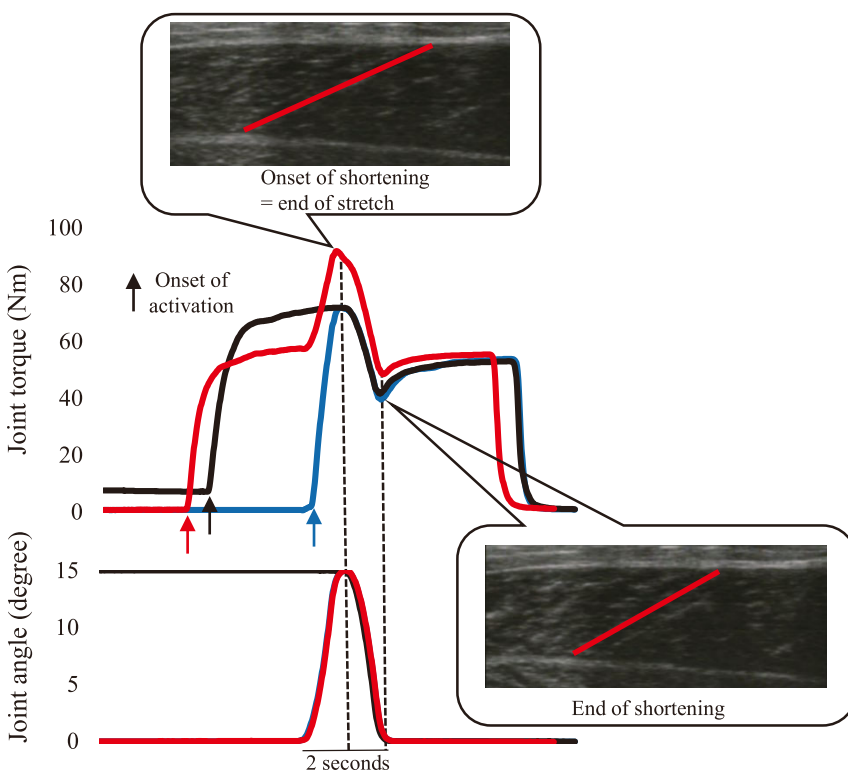 Onset of shortening
= end of stretch
100
80
60
40
20
0
Joint torque (Nm)
Onset of
activation
15
10
5
0
Joint angle (degree)
2 seconds
End of shortening